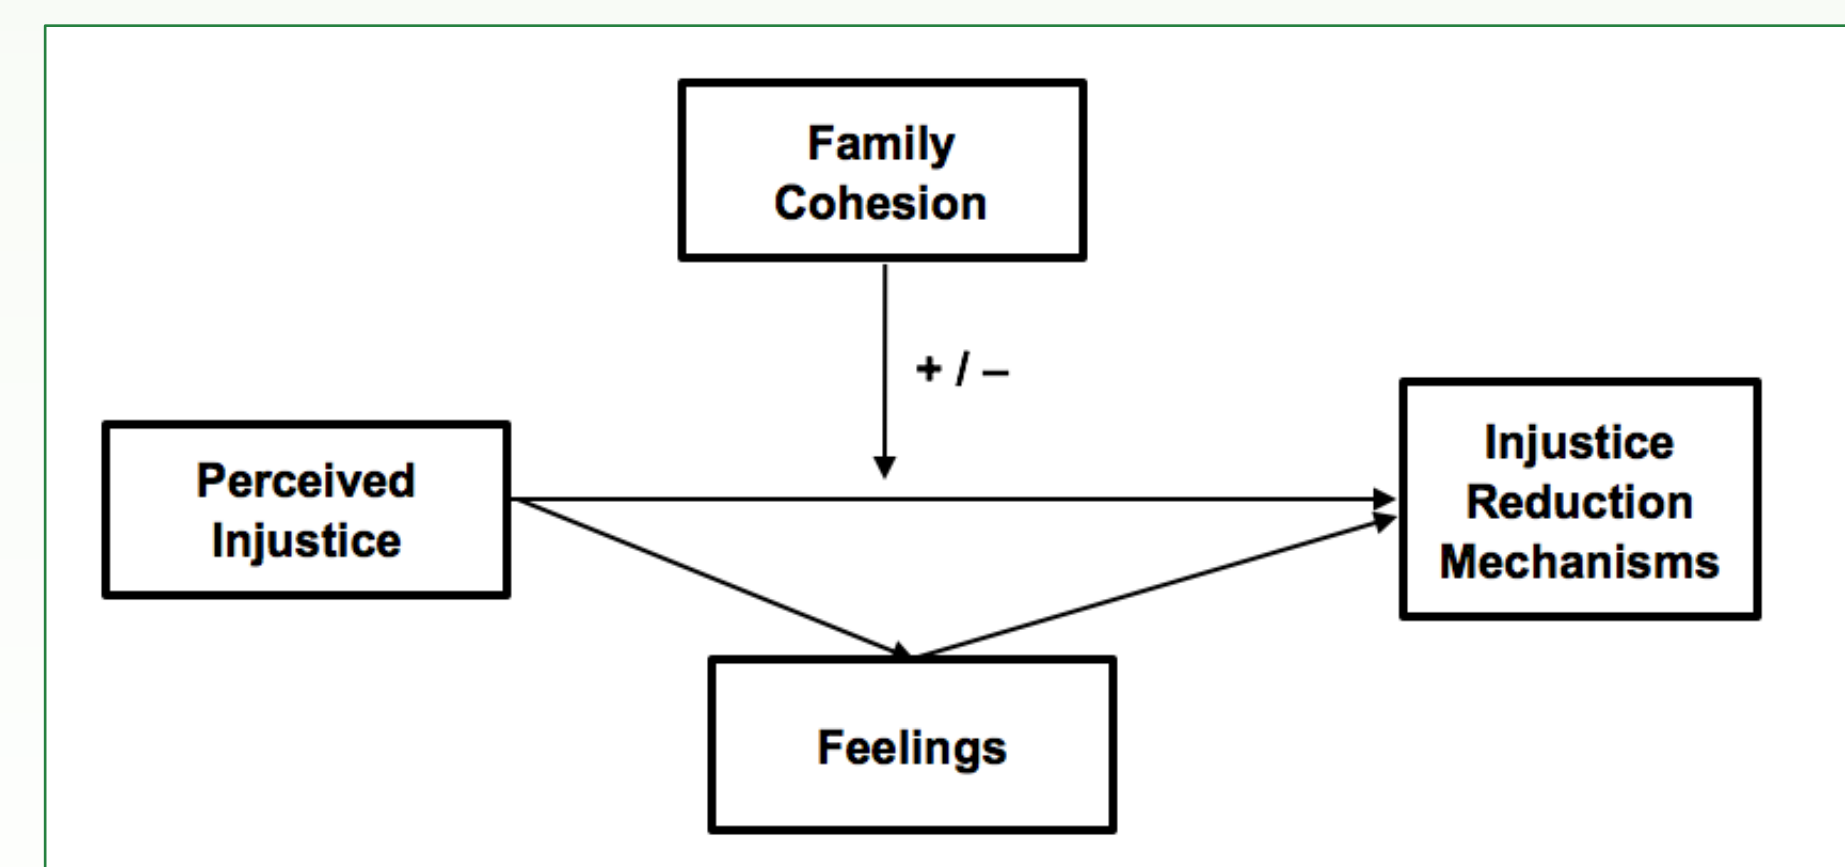 Family
Cohesion
+ / –
Perceived
Injustice
Injustice
Reduction
Mechanisms
Feelings